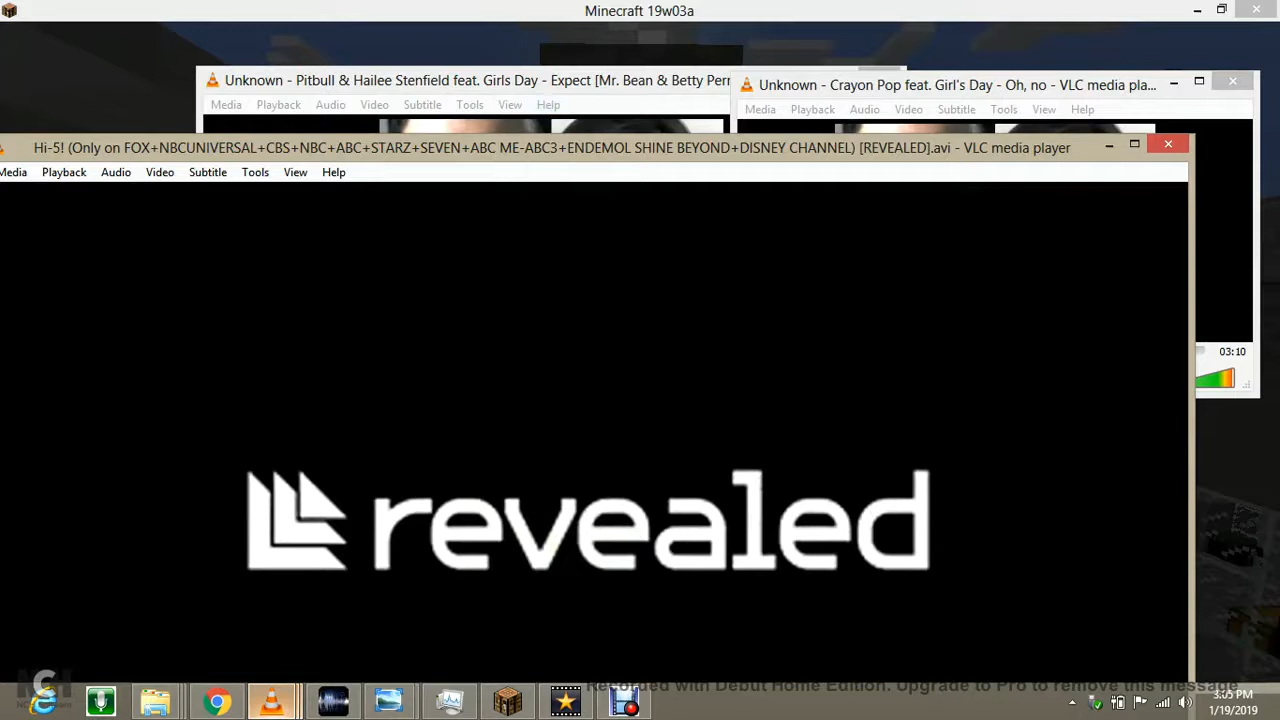 Minecraft 19w03a
Unknown - Pitbull & Hailee Stenfield feat. Girls Day - Expect [Mr. Bean & Betty Perr
Media Playback Audio Video Subtitle Tools View Help
Unknown - Crayon Pop feat. Girl's Day - Oh, no - VLC media pla...
Media Playback Audio Video Subtitle Tools View Help
Hi-5! (Only on FOX+NBCUNIVERSAL+CBS+NBC+ABC+STARZ+SEVEN+ABC ME-ABC3+ENDEMOL SHINE BEYOND+DISNEY CHANNEL) [REVEALED].avi - VLC media player
Media Playback Audio Video Subtitle Tools View Help
03:10
revealed
Recorded with Debut Home Edition. Upgrade to Pro to remove this message
3:05 PM
1/19/2019